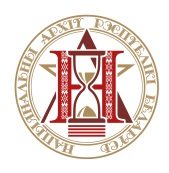 НАЦЫЯНАЛЬНЫ АРХІЎ РЭСПУБЛІКІ БЕЛАРУСЬ